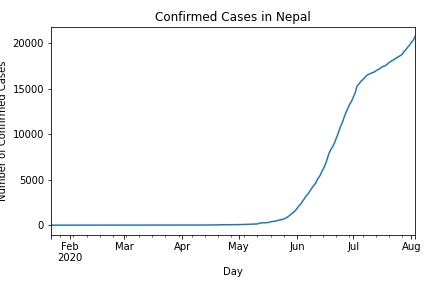 Confirmed Cases in Nepal
Number of Confirmed Cases
20000
15000
10000
5000
0
Feb Mar Apr May Jun Jul Aug
2020
Day